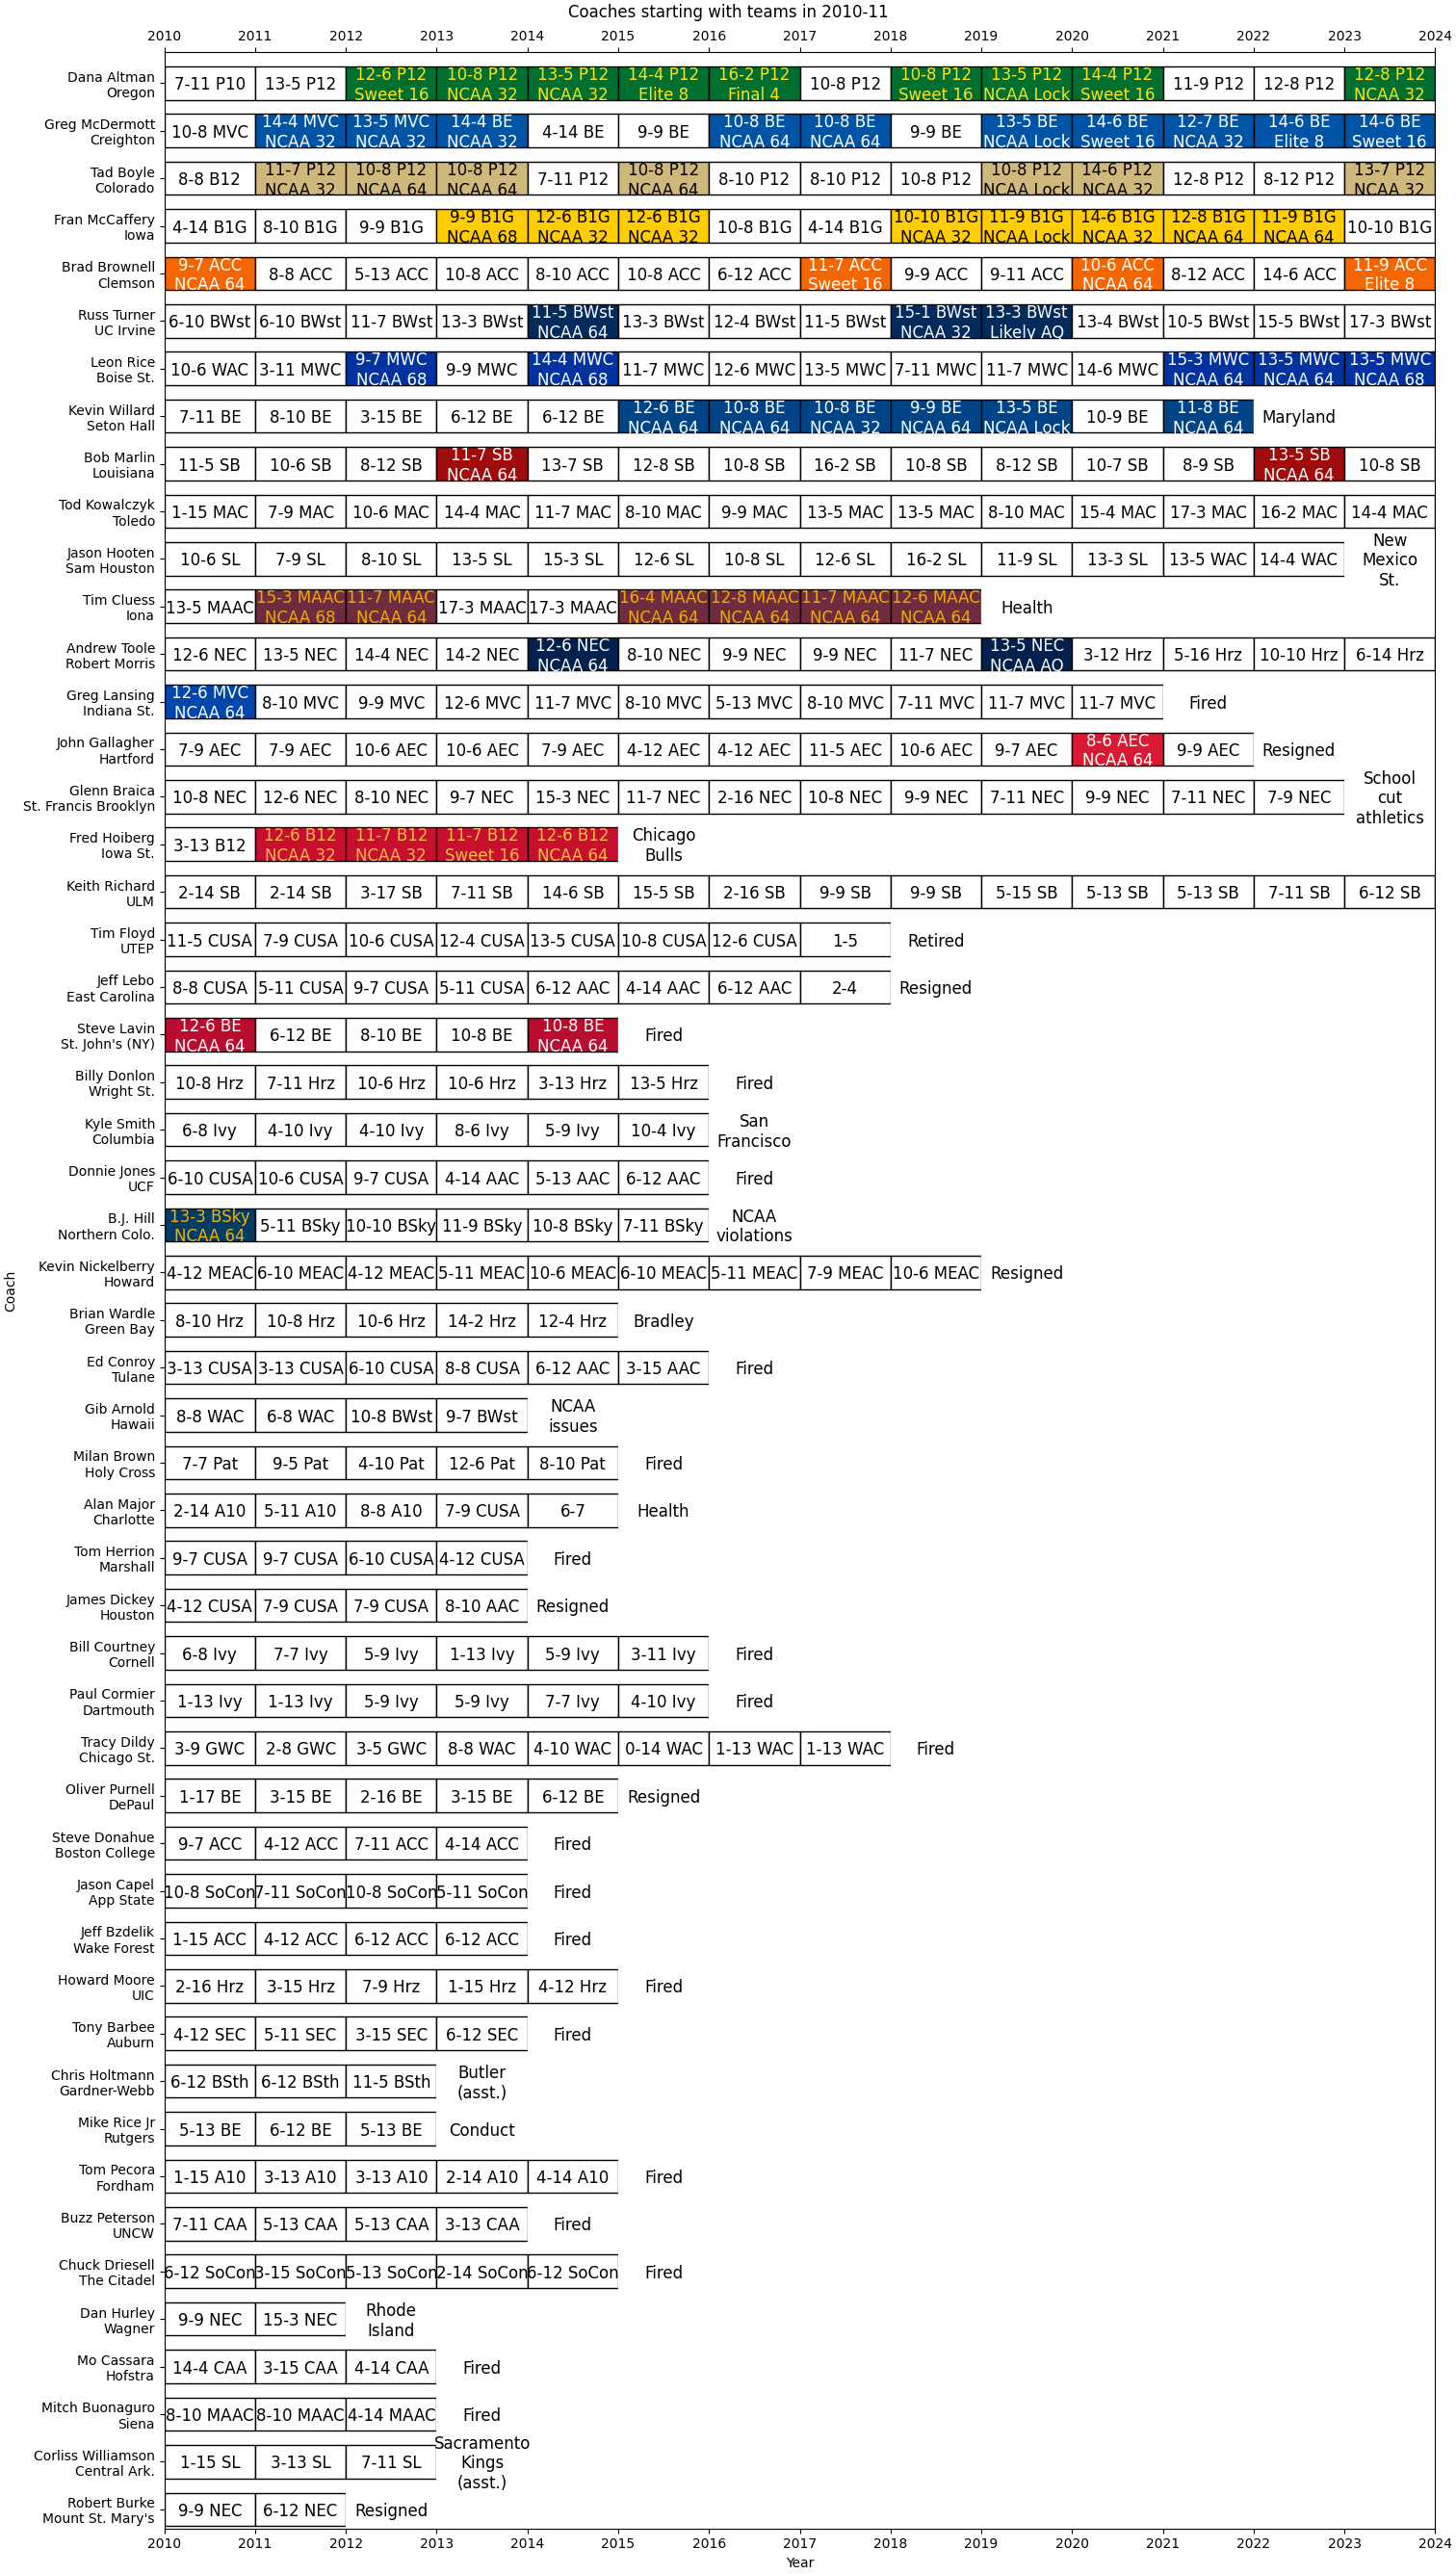 Coaches starting with teams in 2010-11
2010 2011 2012 2013 2014 2015 2016 2017 2018 2019 2020 2021 2022 2023 2024
Dana Altman
Oregon
7-11 P10 13-5 P12 12-6 P12 10-8 P12 13-5 P12 14-4 P12 16-2 P12 10-8 P12 10-8 P12 13-5 P12 14-4 P12 11-9 P12 12-8 P12 12-8 P12
Sweet 16 NCAA 32 NCAA 32 Elite 8 Final 4 Sweet 16 NCAA Lock Sweet 16 NCAA 32
Greg McDermott
Creighton
10-8 MVC 14-4 MVC 13-5 MVC 14-4 BE 4-14 BE 9-9 BE 10-8 BE 10-8 BE 9-9 BE 13-5 BE 14-6 BE 12-7 BE 14-6 BE 14-6 BE
NCAA 32 NCAA 32 NCAA 32 NCAA 64 NCAA 64 NCAA Lock Sweet 16 NCAA 32 Elite 8 Sweet 16
Tad Boyle
Colorado
8-8 B12 11-7 P12 10-8 P12 10-8 P12 7-11 P12 10-8 P12 8-10 P12 8-10 P12 10-8 P12 10-8 P12 14-6 P12 12-8 P12 8-12 P12 13-7 P12
NCAA 32 NCAA 64 NCAA 64 NCAA 64 NCAA Lock NCAA 32 NCAA 32
Fran McCaffery
Iowa
4-14 B1G 8-10 B1G 9-9 B1G 9-9 B1G 12-6 B1G 12-6 B1G 10-8 B1G 4-14 B1G 10-10 B1G 11-9 B1G 14-6 B1G 12-8 B1G 11-9 B1G 10-10 B1G
NCAA 68 NCAA 32 NCAA 32 NCAA 32 NCAA Lock NCAA 32 NCAA 64 NCAA 64
Brad Brownell
Clemson
9-7 ACC 8-8 ACC 5-13 ACC 10-8 ACC 8-10 ACC 10-8 ACC 6-12 ACC 11-7 ACC 9-9 ACC 9-11 ACC 10-6 ACC 8-12 ACC 14-6 ACC 11-9 ACC
NCAA 64 Sweet 16 NCAA 64 Elite 8
Russ Turner
UC Irvine
6-10 BWst 6-10 BWst 11-7 BWst 13-3 BWst 11-5 BWst 13-3 BWst 12-4 BWst 11-5 BWst 15-1 BWst 13-3 BWst 13-4 BWst 10-5 BWst 15-5 BWst 17-3 BWst
NCAA 64 NCAA 32 Likely AQ
Leon Rice
Boise St.
10-6 WAC 3-11 MWC 9-7 MWC 9-9 MWC 14-4 MWC 11-7 MWC 12-6 MWC 13-5 MWC 7-11 MWC 11-7 MWC 14-6 MWC 15-3 MWC 13-5 MWC 13-5 MWC
NCAA 68 NCAA 68 NCAA 64 NCAA 64 NCAA 68
Kevin Willard
Seton Hall
7-11 BE 8-10 BE 3-15 BE 6-12 BE 6-12 BE 12-6 BE 10-8 BE 10-8 BE 9-9 BE 13-5 BE 10-9 BE 11-8 BE Maryland
NCAA 64 NCAA 64 NCAA 32 NCAA 64 NCAA Lock NCAA 64
Bob Marlin
Louisiana
11-5 SB 10-6 SB 8-12 SB 11-7 SB 13-7 SB 12-8 SB 10-8 SB 16-2 SB 10-8 SB 8-12 SB 10-7 SB 8-9 SB 13-5 SB 10-8 SB
NCAA 64 NCAA 64
Tod Kowalczyk
Toledo
1-15 MAC 7-9 MAC 10-6 MAC 14-4 MAC 11-7 MAC 8-10 MAC 9-9 MAC 13-5 MAC 13-5 MAC 8-10 MAC 15-4 MAC 17-3 MAC 16-2 MAC 14-4 MAC
Jason Hooten
Sam Houston
10-6 SL 7-9 SL 8-10 SL 13-5 SL 15-3 SL 12-6 SL 10-8 SL 12-6 SL 16-2 SL 11-9 SL 13-3 SL 13-5 WAC 14-4 WAC
New
Mexico
St.
Tim Cluess
Iona
13-5 MAAC 15-3 MAAC 11-7 MAAC 17-3 MAAC 17-3 MAAC 16-4 MAAC 12-8 MAAC 11-7 MAAC 12-6 MAAC Health
NCAA 68 NCAA 64 NCAA 64 NCAA 64 NCAA 64 NCAA 64
Andrew Toole
Robert Morris
12-6 NEC 13-5 NEC 14-4 NEC 14-2 NEC 12-6 NEC 8-10 NEC 9-9 NEC 9-9 NEC 11-7 NEC 13-5 NEC 3-12 Hrz 5-16 Hrz 10-10 Hrz 6-14 Hrz
NCAA 64 NCAA AQ
Greg Lansing
Indiana St.
12-6 MVC 8-10 MVC 9-9 MVC 12-6 MVC 11-7 MVC 8-10 MVC 5-13 MVC 8-10 MVC 7-11 MVC 11-7 MVC 11-7 MVC Fired
NCAA 64
John Gallagher
Hartford
7-9 AEC 7-9 AEC 10-6 AEC 10-6 AEC 7-9 AEC 4-12 AEC 4-12 AEC 11-5 AEC 10-6 AEC 9-7 AEC 8-6 AEC 9-9 AEC Resigned
NCAA 64
Glenn Braica
St. Francis Brooklyn
10-8 NEC 12-6 NEC 8-10 NEC 9-7 NEC 15-3 NEC 11-7 NEC 2-16 NEC 10-8 NEC 9-9 NEC 7-11 NEC 9-9 NEC 7-11 NEC 7-9 NEC
School
cut
athletics
Fred Hoiberg
Iowa St.
3-13 B12 12-6 B12 11-7 B12 11-7 B12 12-6 B12
NCAA 32 NCAA 32 Sweet 16 NCAA 64
Chicago
Bulls
Keith Richard
ULM
2-14 SB 2-14 SB 3-17 SB 7-11 SB 14-6 SB 15-5 SB 2-16 SB 9-9 SB 9-9 SB 5-15 SB 5-13 SB 5-13 SB 7-11 SB 6-12 SB
Tim Floyd
UTEP
11-5 CUSA 7-9 CUSA 10-6 CUSA 12-4 CUSA 13-5 CUSA 10-8 CUSA 12-6 CUSA 1-5 Retired
Jeff Lebo
East Carolina
8-8 CUSA 5-11 CUSA 9-7 CUSA 5-11 CUSA 6-12 AAC 4-14 AAC 6-12 AAC 2-4 Resigned
Steve Lavin
St. John's (NY)
12-6 BE 6-12 BE 8-10 BE 10-8 BE 10-8 BE Fired
NCAA 64 NCAA 64
Billy Donlon
Wright St.
10-8 Hrz 7-11 Hrz 10-6 Hrz 10-6 Hrz 3-13 Hrz 13-5 Hrz Fired
Kyle Smith
Columbia
6-8 Ivy 4-10 Ivy 4-10 Ivy 8-6 Ivy 5-9 Ivy 10-4 Ivy
San
Francisco
Donnie Jones
UCF
6-10 CUSA 10-6 CUSA 9-7 CUSA 4-14 AAC 5-13 AAC 6-12 AAC Fired
B.J. Hill
Northern Colo.
13-3 BSky 5-11 BSky 10-10 BSky 11-9 BSky 10-8 BSky 7-11 BSky
NCAA 64
NCAA
violations
Kevin Nickelberry
Howard
4-12 MEAC 6-10 MEAC 4-12 MEAC 5-11 MEAC 10-6 MEAC 6-10 MEAC 5-11 MEAC 7-9 MEAC 10-6 MEAC Resigned
Brian Wardle
Green Bay
8-10 Hrz 10-8 Hrz 10-6 Hrz 14-2 Hrz 12-4 Hrz Bradley
Ed Conroy
Tulane
3-13 CUSA 3-13 CUSA 6-10 CUSA 8-8 CUSA 6-12 AAC 3-15 AAC Fired
Gib Arnold
Hawaii
8-8 WAC 6-8 WAC 10-8 BWst 9-7 BWst
NCAA
issues
Milan Brown
Holy Cross
7-7 Pat 9-5 Pat 4-10 Pat 12-6 Pat 8-10 Pat Fired
Alan Major
Charlotte
2-14 A10 5-11 A10 8-8 A10 7-9 CUSA 6-7 Health
Tom Herrion
Marshall
9-7 CUSA 9-7 CUSA 6-10 CUSA 4-12 CUSA Fired
James Dickey
Houston
4-12 CUSA 7-9 CUSA 7-9 CUSA 8-10 AAC Resigned
Bill Courtney
Cornell
6-8 Ivy 7-7 Ivy 5-9 Ivy 1-13 Ivy 5-9 Ivy 3-11 Ivy Fired
Paul Cormier
Dartmouth
1-13 Ivy 1-13 Ivy 5-9 Ivy 5-9 Ivy 7-7 Ivy 4-10 Ivy Fired
Tracy Dildy
Chicago St.
3-9 GWC 2-8 GWC 3-5 GWC 8-8 WAC 4-10 WAC 0-14 WAC 1-13 WAC 1-13 WAC Fired
Oliver Purnell
DePaul
1-17 BE 3-15 BE 2-16 BE 3-15 BE 6-12 BE Resigned
Steve Donahue
Boston College
9-7 ACC 4-12 ACC 7-11 ACC 4-14 ACC Fired
Jason Capel
App State
10-8 SoCon 7-11 SoCon 10-8 SoCon 5-11 SoCon Fired
Jeff Bzdelik
Wake Forest
1-15 ACC 4-12 ACC 6-12 ACC 6-12 ACC Fired
Howard Moore
UIC
2-16 Hrz 3-15 Hrz 7-9 Hrz 1-15 Hrz 4-12 Hrz Fired
Tony Barbee
Auburn
4-12 SEC 5-11 SEC 3-15 SEC 6-12 SEC Fired
Chris Holtmann
Gardner-Webb
6-12 BSth 6-12 BSth 11-5 BSth
Butler
(asst.)
Mike Rice Jr
Rutgers
5-13 BE 6-12 BE 5-13 BE Conduct
Tom Pecora
Fordham
1-15 A10 3-13 A10 3-13 A10 2-14 A10 4-14 A10 Fired
Buzz Peterson
UNCW
7-11 CAA 5-13 CAA 5-13 CAA 3-13 CAA Fired
Chuck Driesell
The Citadel
6-12 SoCon 3-15 SoCon 5-13 SoCon 2-14 SoCon 6-12 SoCon Fired
Dan Hurley
Wagner
9-9 NEC 15-3 NEC
Rhode
Island
Mo Cassara
Hofstra
14-4 CAA 3-15 CAA 4-14 CAA Fired
Mitch Buonaguro
Siena
8-10 MAAC 8-10 MAAC 4-14 MAAC Fired
Corliss Williamson
Central Ark.
1-15 SL 3-13 SL 7-11 SL
Sacramento
Kings
(asst.)
Robert Burke
Mount St. Mary's
9-9 NEC 6-12 NEC Resigned
2010 2011 2012 2013 2014 2015 2016 2017 2018 2019 2020 2021 2022 2023 2024
Year
Coach